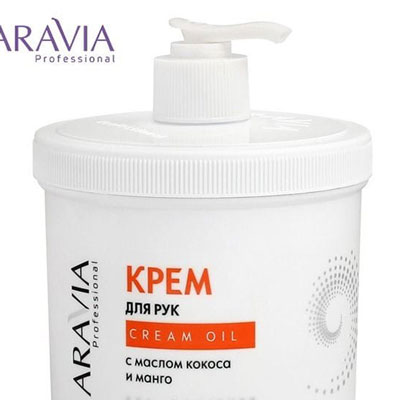 ARAVIA
Professional
ARAVIA
Professional
КРЕМ
ДЛЯ РУК
CREAM OIL
С МАСЛОМ КОКОСА
И МАНГО